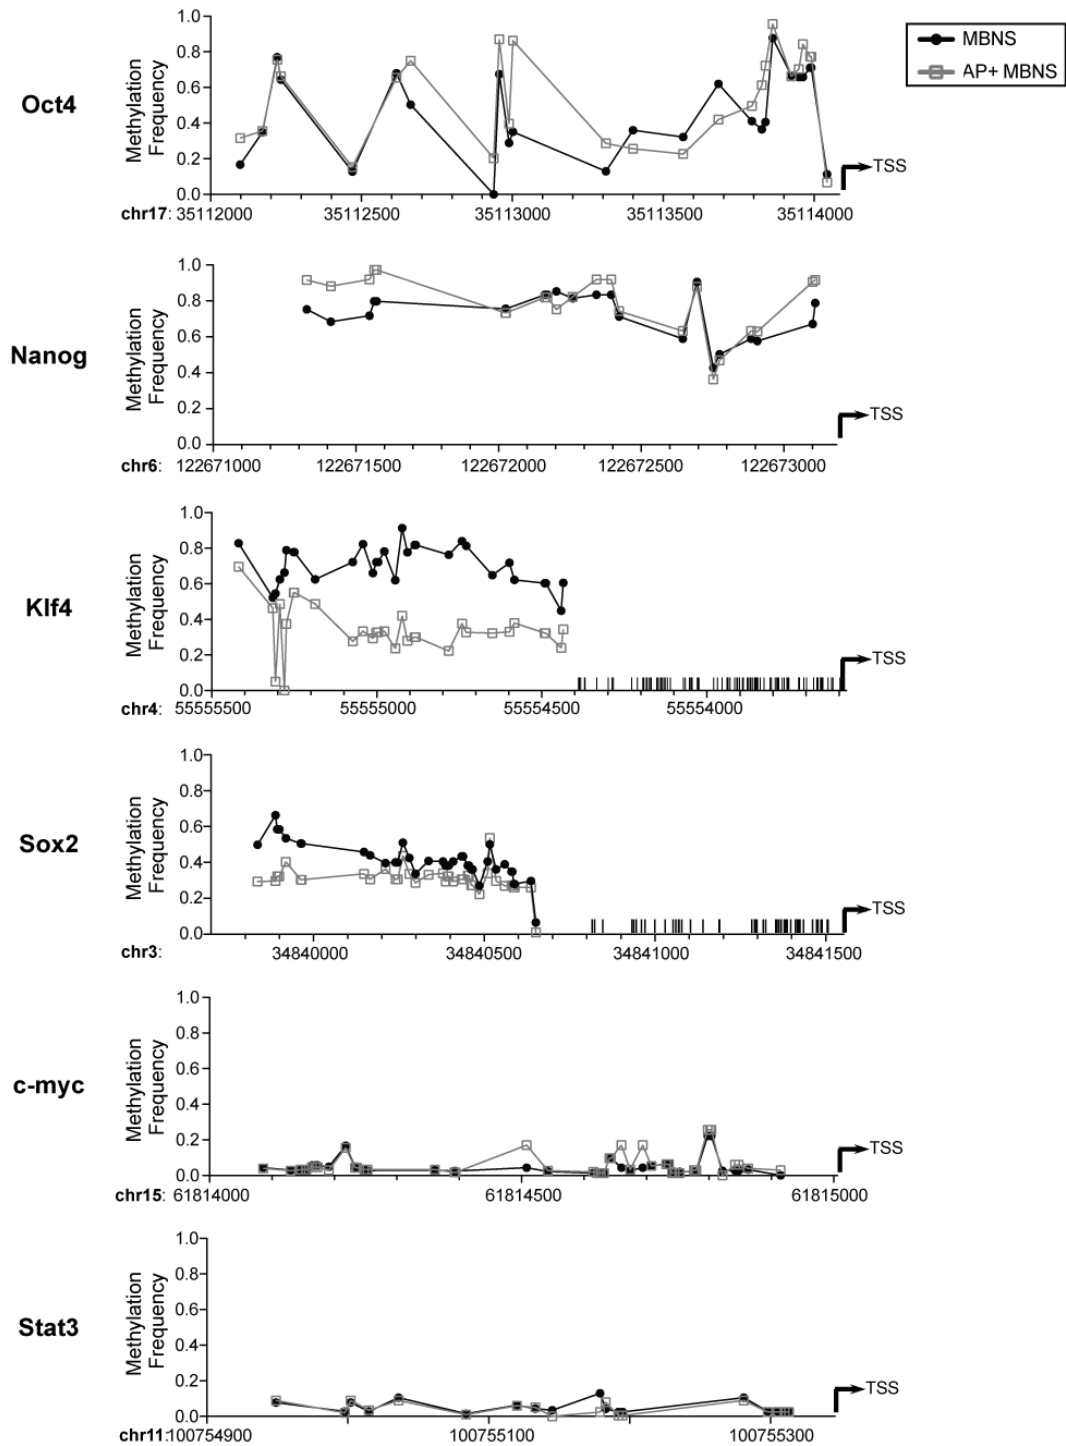 MBNS
AP+ MBNS
Oct4
Methylation
Frequency
1.0
0.8
0.6
0.4
0.2
0.0
TSS
chr17: 35112000 35112500 35113000 35113500 35114000
Nanog
Methylation
Frequency
1.0
0.8
0.6
0.4
0.2
0.0
TSS
chr6: 122671000 122671500 122672000 122672500 122673000
Klf4
Methylation
Frequency
1.0
0.8
0.6
0.4
0.2
0.0
TSS
chr4: 55555500 55555000 55554500 55554000
Sox2
Methylation
Frequency
1.0
0.8
0.6
0.4
0.2
0.0
TSS
chr3: 34840000 34840500 34841000 34841500
c-myc
Methylation
Frequency
1.0
0.8
0.6
0.4
0.2
0.0
TSS
chr15: 61814000 61814500 61815000
Stat3
Methylation
Frequency
1.0
0.8
0.6
0.4
0.2
0.0
TSS
chr11:100754900 100755100 100755300